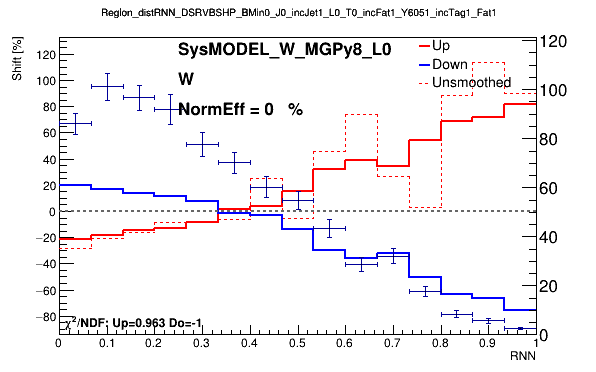 Region_distRNN_DSRVBSHP_BMin0_J0_incJet1_L0_T0_incFat1_Y6051_incTag1_Fat1
SysMODEL_W_MGPy8_L0
W
NormEff = 0 %
Up
Down
Unsmoothed
Shift [%]
120
100
80
60
40
20
0
−20
−40
−60
−80
120
100
80
60
40
20
0
χ²/NDF: Up=0.963 Do=-1
0 0.1 0.2 0.3 0.4 0.5 0.6 0.7 0.8 0.9 1
RNN